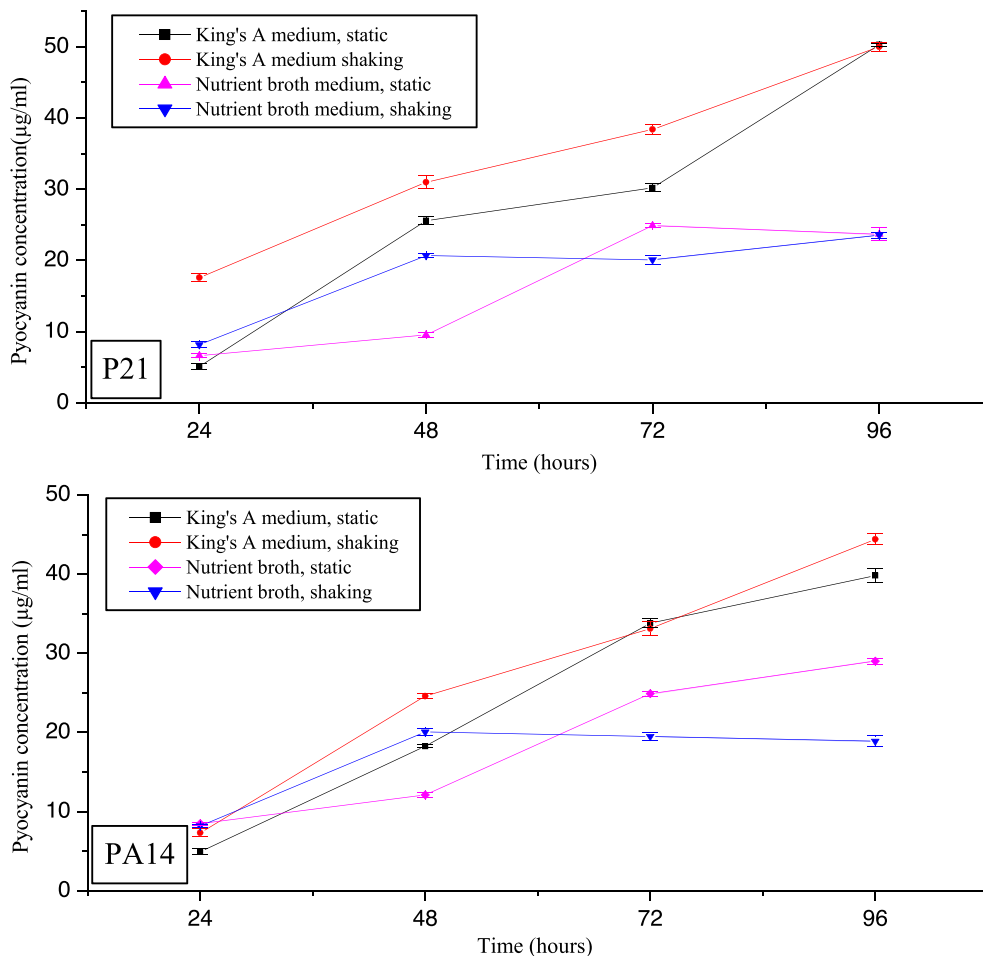 King's A medium, static
King's A medium shaking
Nutrient broth medium, static
Nutrient broth medium, shaking
Pyocyanin concentration(µg/ml)
50
40
30
20
10
0
P21
24 48 72 96
Time (hours)
King's A medium, static
King's A medium, shaking
Nutrient broth, static
Nutrient broth, shaking
Pyocyanin concentration (µg/ml)
50
40
30
20
10
0
PA14
24 48 72 96
Time (hours)